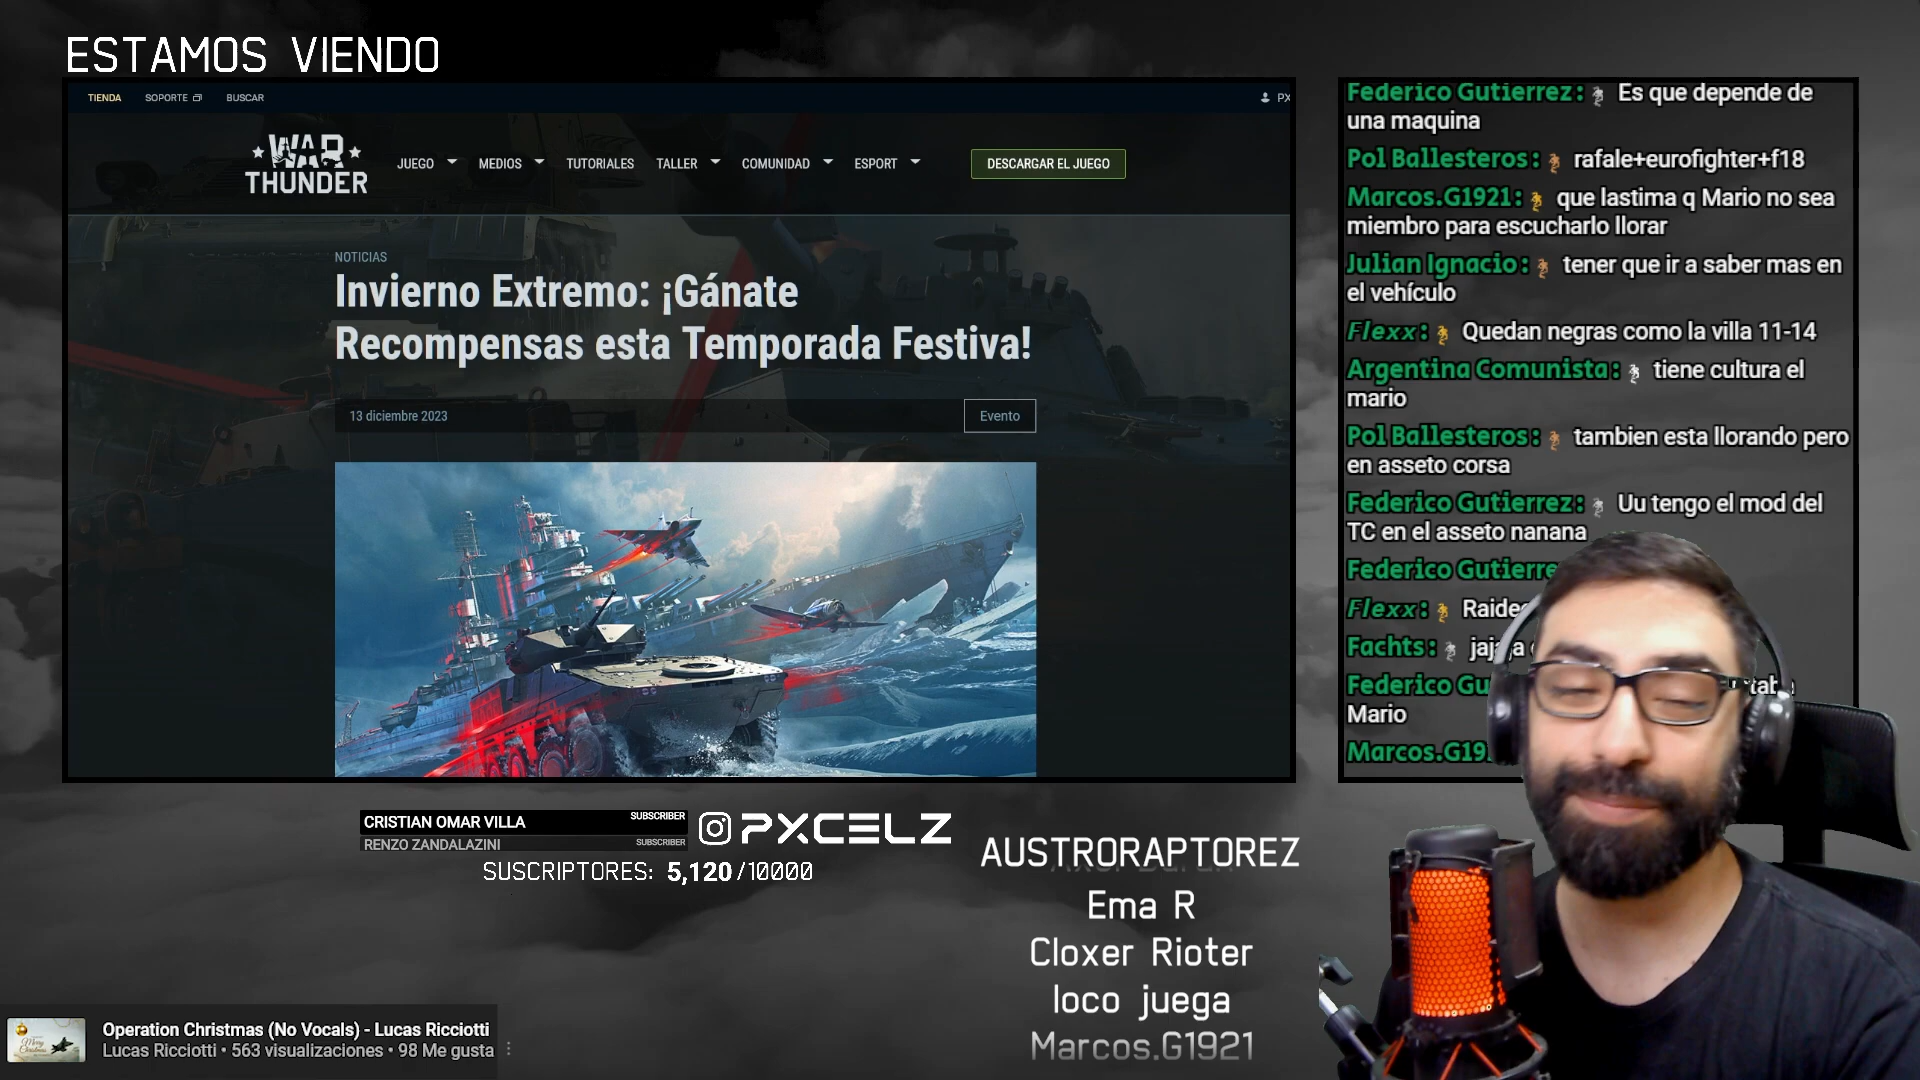 ESTAMOS VIENDO
TIENDA SOPORTE BUSCAR PX
WAR THUNDER
JUEGO MEDIOS TUTORIALES TALLER COMUNIDAD ESPORT DESCARGAR EL JUEGO
NOTICIAS
Invierno Extremo: ¡Gánate
Recompensas esta Temporada Festiva!
13 diciembre 2023 Evento
Federico Gutierrez: Es que depende de
una maquina
Pol Ballesteros: rafale+eurofighter+f18
Marcos.G1921: que lastima q Mario no sea
miembro para escucharlo llorar
Julian Ignacio: tener que ir a saber mas en
el vehículo
Flexx: Quedan negras como la villa 11-14
Argentina Comunista: tiene cultura el
mario
Pol Ballesteros: tambien esta llorando pero
en asseto corsa
Federico Gutierrez: Uu tengo el mod del
TC en el asseto nanana
Federico Gutierre
Flexx:
Fachts:
Federico Gu
Mario
Marcos.G19
CRISTIAN OMAR VILLA SUBSCRIBER
RENZO ZANDALAZINI SUBSCRIBER
PXCELZ
SUSCRIPTORES: 5,120/10000
AUSTRORAPTOREZ
Ema R
Cloxer Rioter
loco juega
Marcos.G1921
Operation Christmas (No Vocals) - Lucas Ricciotti
Lucas Ricciotti • 563 visualizaciones • 98 Me gusta